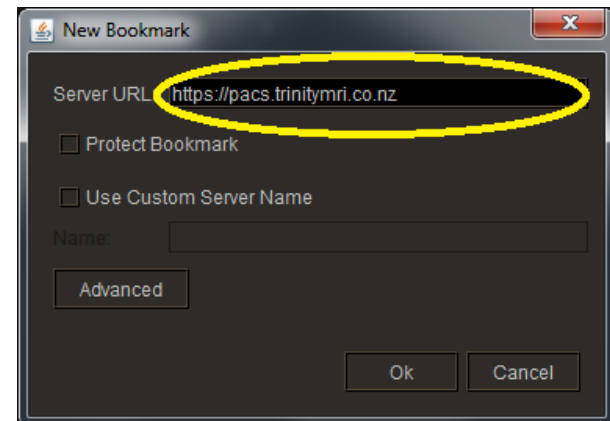 New Bookmark
Server URL: https://pacs.trinitymri.co.nz
Protect Bookmark
Use Custom Server Name
Name:
Advanced
Ok Cancel